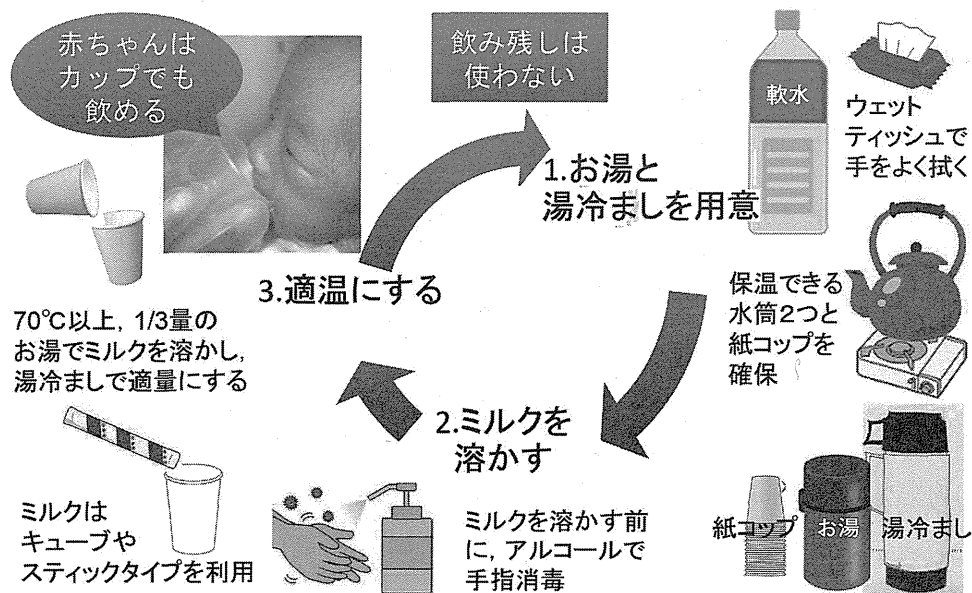 赤ちゃんは
カップでも
飲める
飲み残しは
使わない
軟水
ウェット
ティッシュで
手をよく拭く
1.お湯と
湯冷ましを用意
保温できる
水筒2つと
紙コップを
確保
紙コップ
お湯
湯冷まし
2.ミルクを
溶かす
ミルクを溶かす前
に，アルコールで
手指消毒
3.適温にする
70℃以上，1/3量の
お湯でミルクを溶かし，
湯冷ましで適量にする
ミルクは
キューブや
スティックタイプを利用